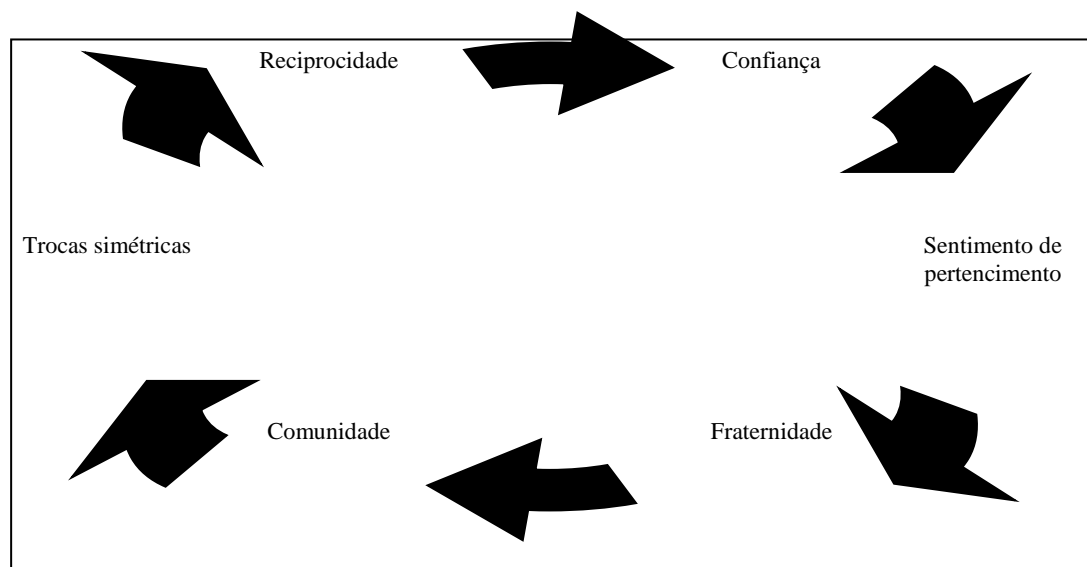 Reciprocidade
Confiança
Trocas simétricas
Sentimento de
pertencimento
Comunidade
Fraternidade